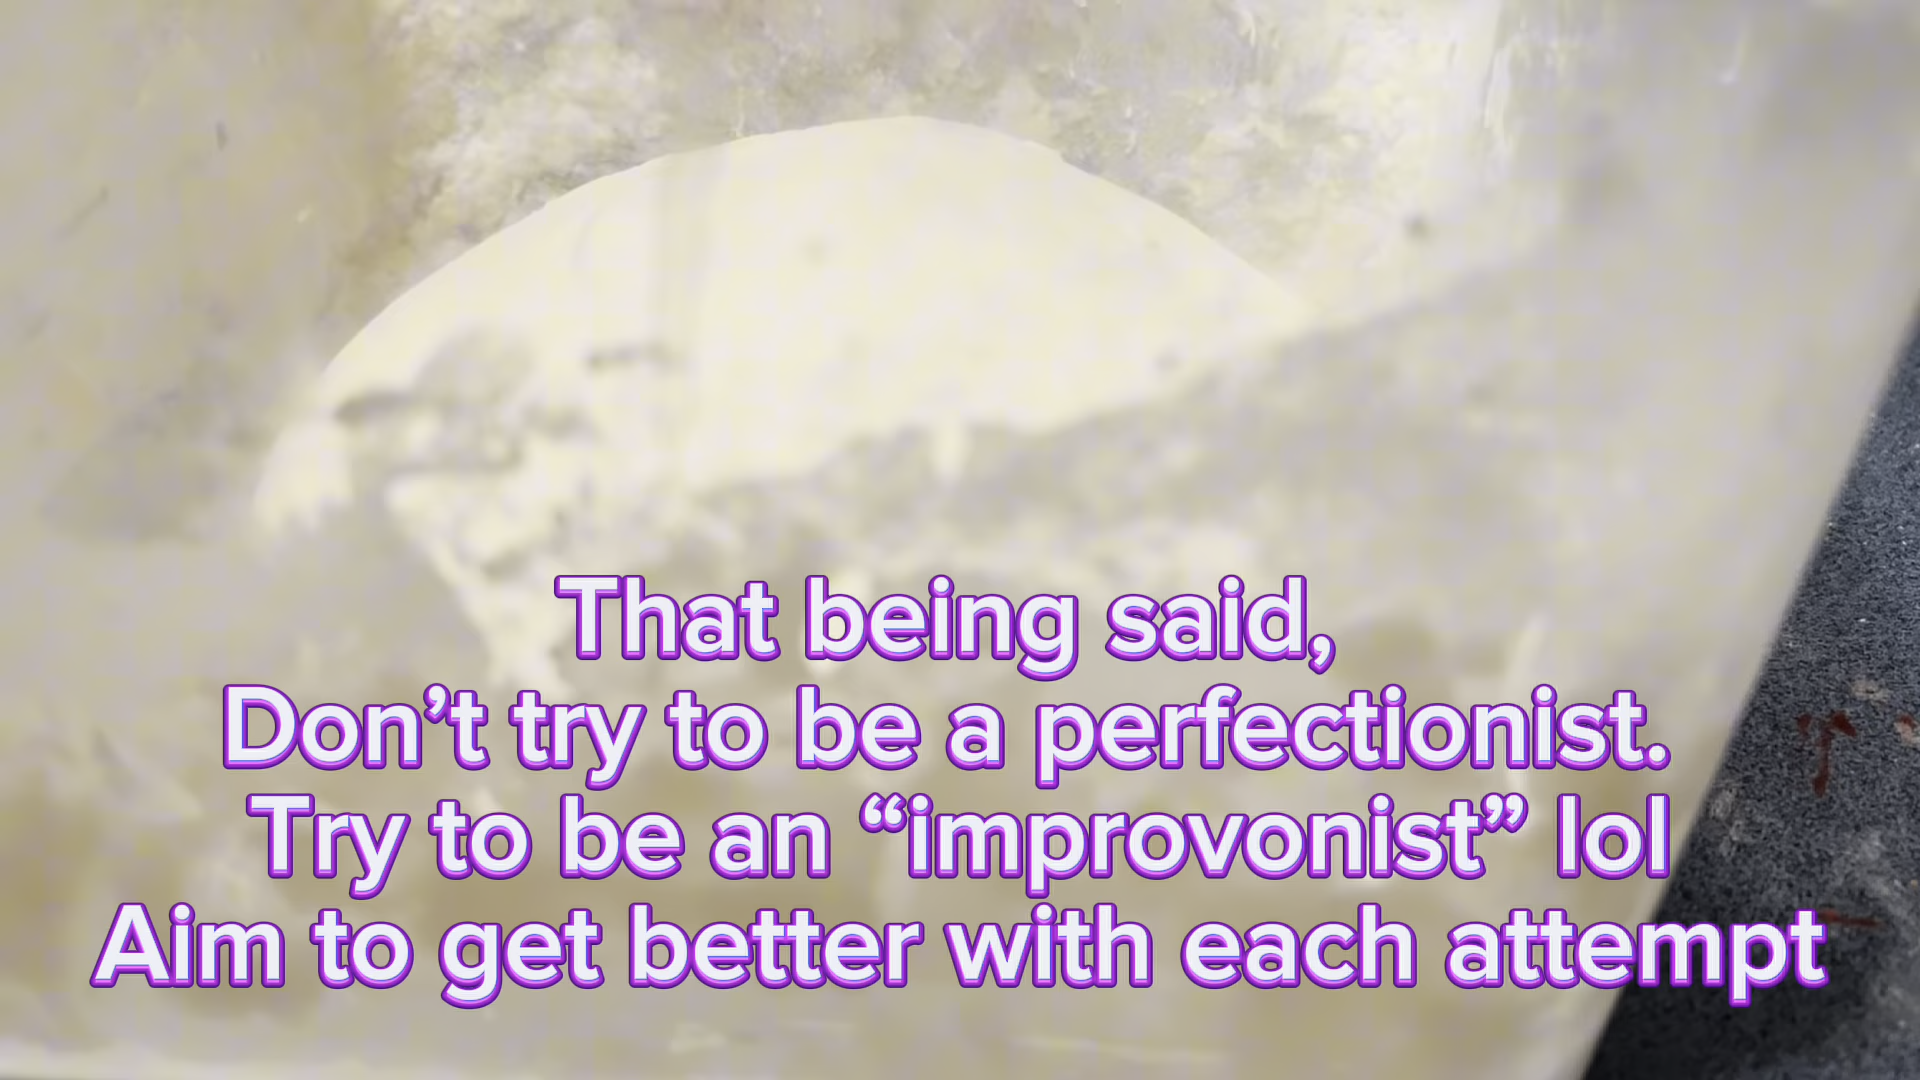 That being said,
Don’t try to be a perfectionist.
Try to be an “improvonist” lol
Aim to get better with each attempt